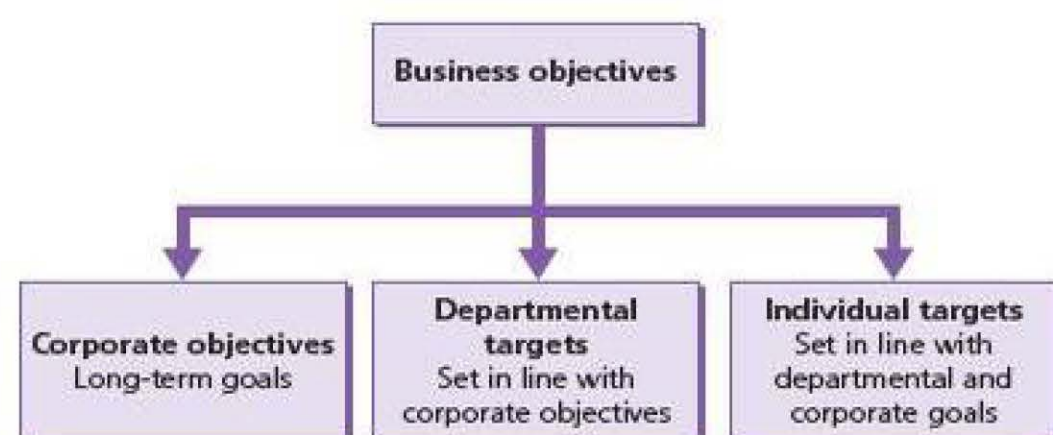 Business objectives
Corporate objectives
Long-term goals
Departmental
targets
Set in line with
corporate objectives
Individual targets
Set in line with
departmental and
corporate goals